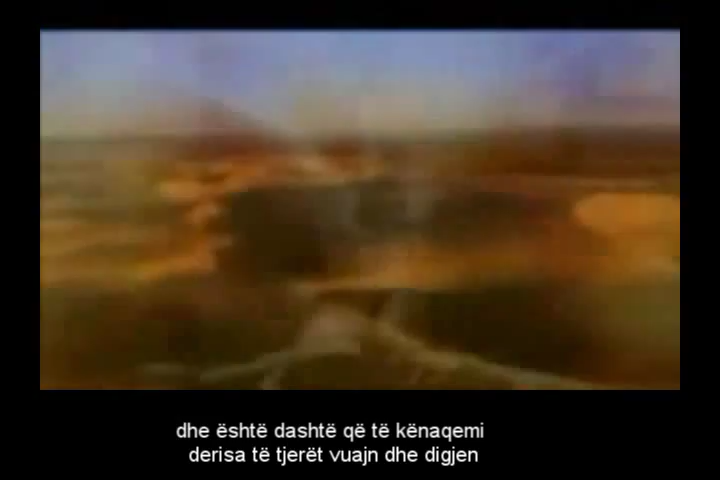 dhe është dashtë që të kënaqemi
derisa të tjerët vuajn dhe digjen